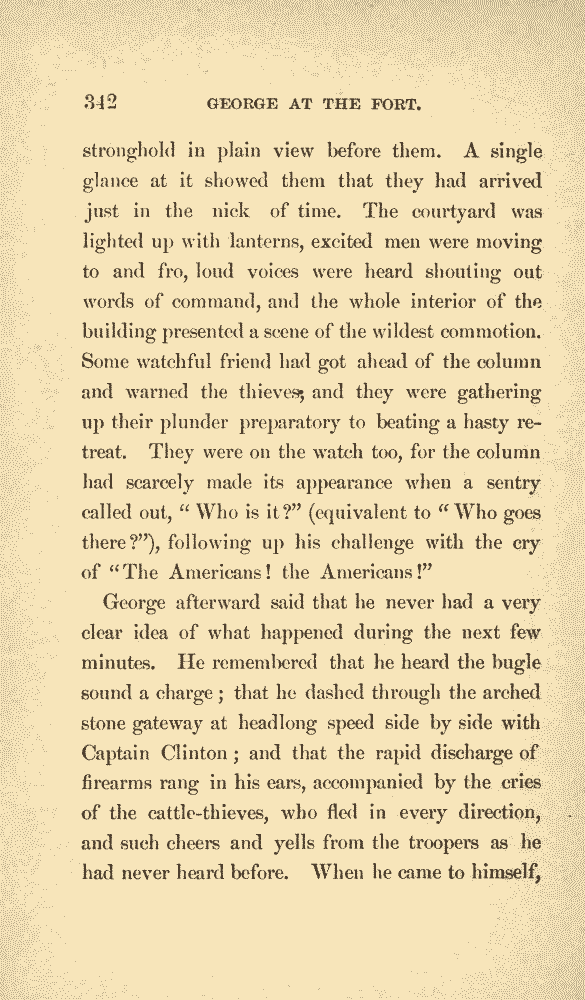 342 GEORGE AT THE FORT.
stronghold in plain view before them. A single
glance at it showed them that they had arrived
just in the nick of time. The courtyard was
lighted up with lanterns, excited men were moving
to and fro, loud voices were heard shouting out
words of command, and the whole interior of the
building presented a scene of the wildest commotion.
Some watchful friend had got ahead of the column
and warned the thieves; and they were gathering
up their plunder preparatory to beating a hasty re-
treat. They were on the watch too, for the column
had scarcely made its appearance when a sentry
called out, “ Who is it?” (equivalent to “ Who goes
there?”), following up his challenge with the cry
of “The Americans! the Americans!”
George afterward said that he never had a very
clear idea of what happened during the next few
minutes. He remembered that he heard the bugle
sound a charge; that he dashed through the arched
stone gateway at headlong speed side by side with
Captain Clinton; and that the rapid discharge of
firearms rang in his ears, accompanied by the cries
of the cattle-thieves, who fled in every direction,
and such cheers and yells from the troopers as he
had never heard before. When he came to himself,